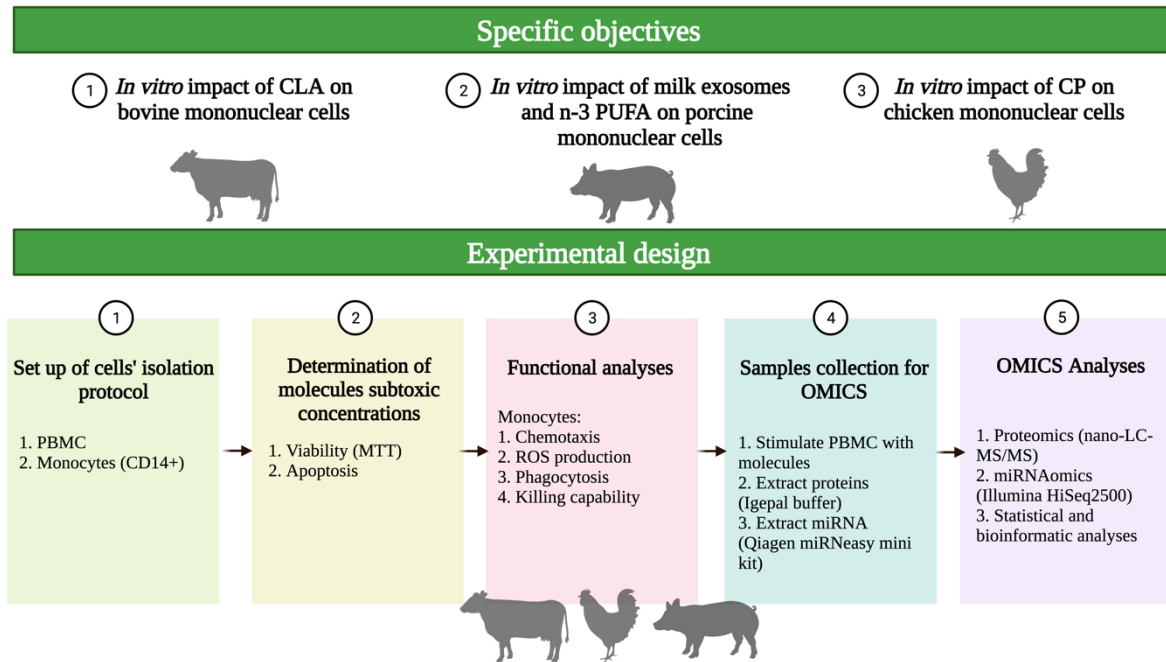 Specific objectives
1
In vitro impact of CLA on
bovine mononuclear cells
2
In vitro impact of milk exosomes
and n-3 PUFA on porcine
mononuclear cells
3
In vitro impact of CP on
chicken mononuclear cells
Experimental design
1
Set up of cells' isolation
protocol
1. PBMC
2. Monocytes (CD14+)
2
Determination of
molecules subtoxic
concentrations
1. Viability (MTT)
2. Apoptosis
3
Functional analyses
Monocytes:
1. Chemotaxis
2. ROS production
3. Phagocytosis
4. Killing capability
4
Samples collection for
OMICS
1. Stimulate PBMC with
molecules
2. Extract proteins
(Igepal buffer)
3. Extract miRNA
(Qiagen miRNeasy mini
kit)
5
OMICS Analyses
1. Proteomics (nano-LC-
MS/MS)
2. miRNAomics
(Illumina HiSeq2500)
3. Statistical and
bioinformatic analyses